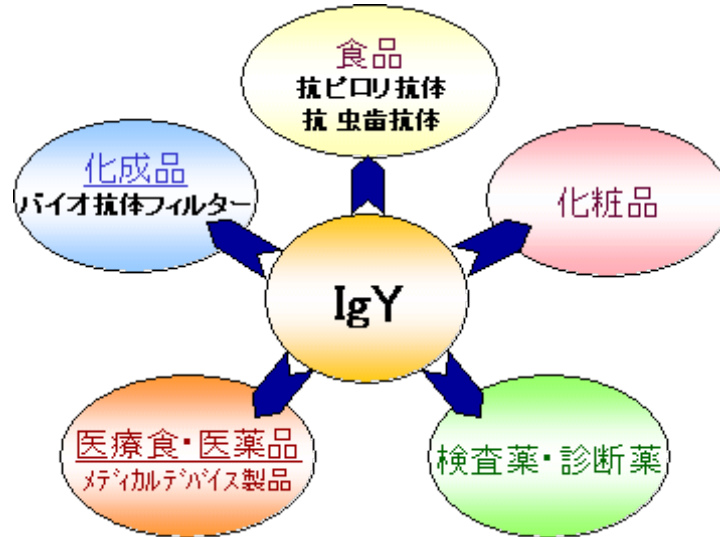 食品
抗ピロリ抗体
抗 虫歯抗体
化成品
バイオ抗体フィルター
化粧品
IgY
医療食・医薬品
メディカルデバイス製品
検査薬・診断薬